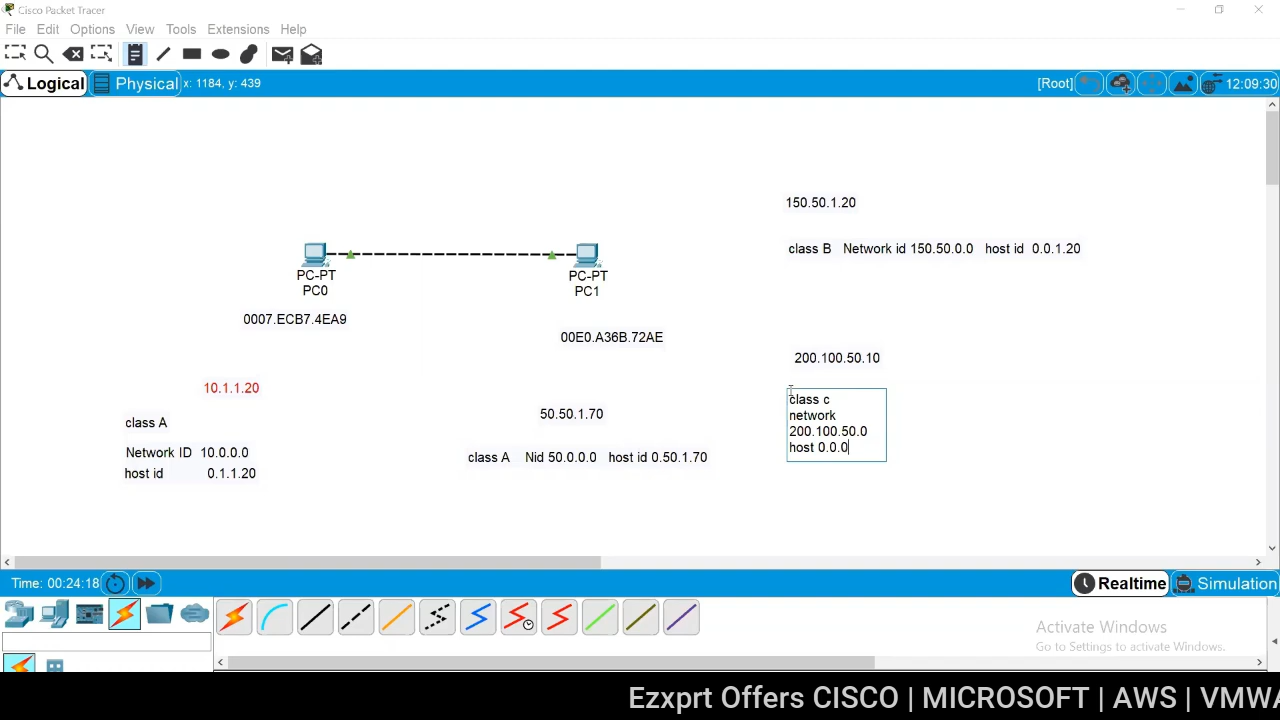 Cisco Packet Tracer
File Edit Options View Tools Extensions Help
Logical Physical x: 1184, y: 439 [Root] 12:09:30
150.50.1.20
class B Network id 150.50.0.0 host id 0.0.1.20
PC-PT
PC0
PC-PT
PC1
0007.ECB7.4EA9
00E0.A36B.72AE
200.100.50.10
10.1.1.20
class c
network
200.100.50.0
host 0.0.0
50.50.1.70
class A
Network ID 10.0.0.0
host id 0.1.1.20
class A Nid 50.0.0.0 host id 0.50.1.70
Time: 00:24:18 Realtime Simulation
Activate Windows
Go to Settings to activate Windows.
Ezxprt Offers CISCO | MICROSOFT | AWS | VMWA